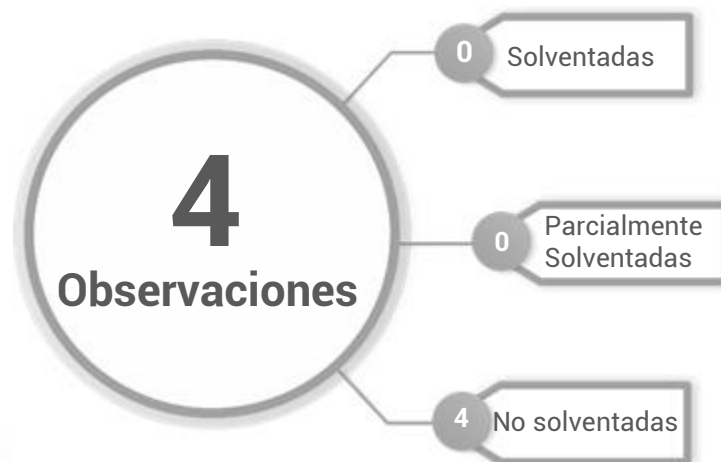 4
Observaciones
0
Solventadas
0
Parcialmente
Solventadas
4
No solventadas